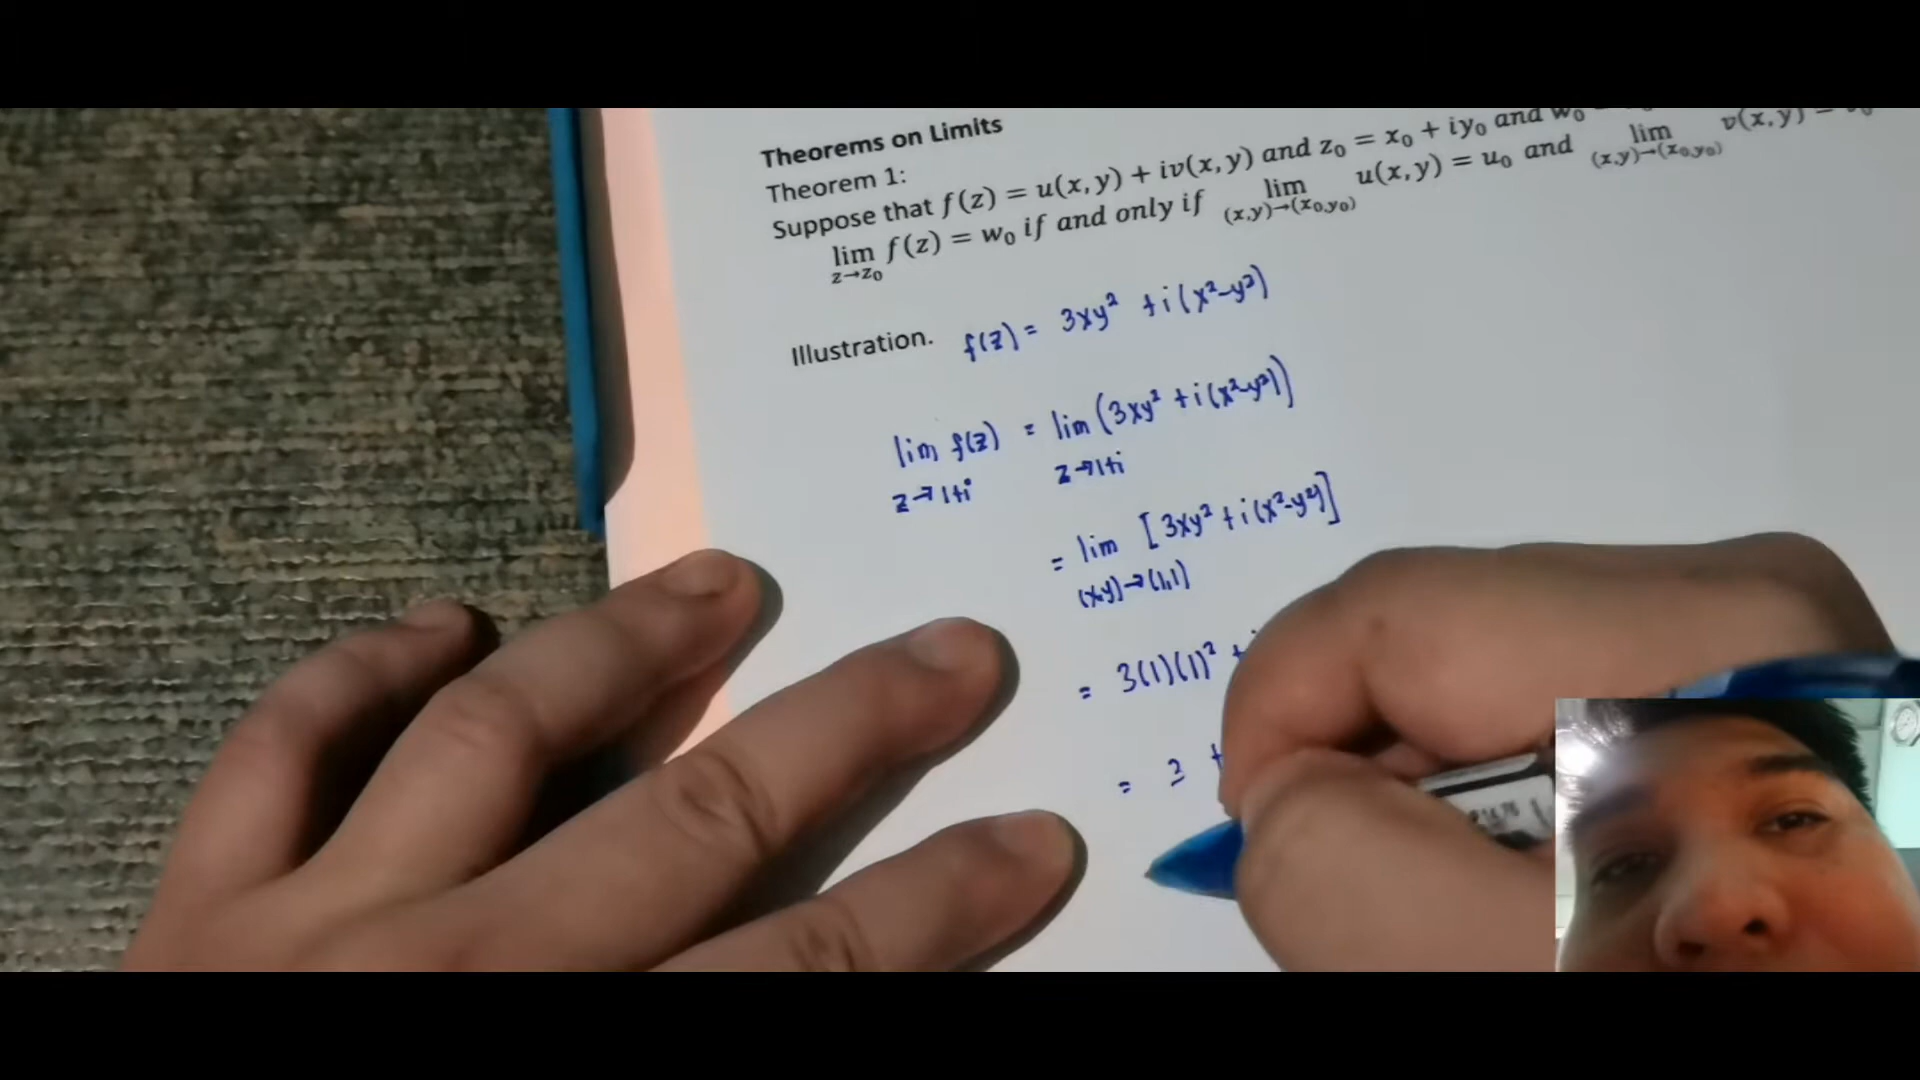 Theorems on Limits
Theorem 1:
Suppose that f(z) = u(x, y) + iv(x, y) and z₀ = x₀ + iy₀ and w₀
lim f(z) = w₀ if and only if lim u(x, y) = u₀ and lim v(x, y) =
z→z₀ (x,y)→(x₀,y₀) (x,y)→(x₀,y₀)
Illustration. f(z) = 3xy² + i(x²-y²)
lim f(z) = lim (3xy² + i(x²-y²))
z→1+i z→1+i
= lim [3xy² + i(x²-y²)]
(x,y)→(1,1)
= 3(1)(1)² +
= 3 +